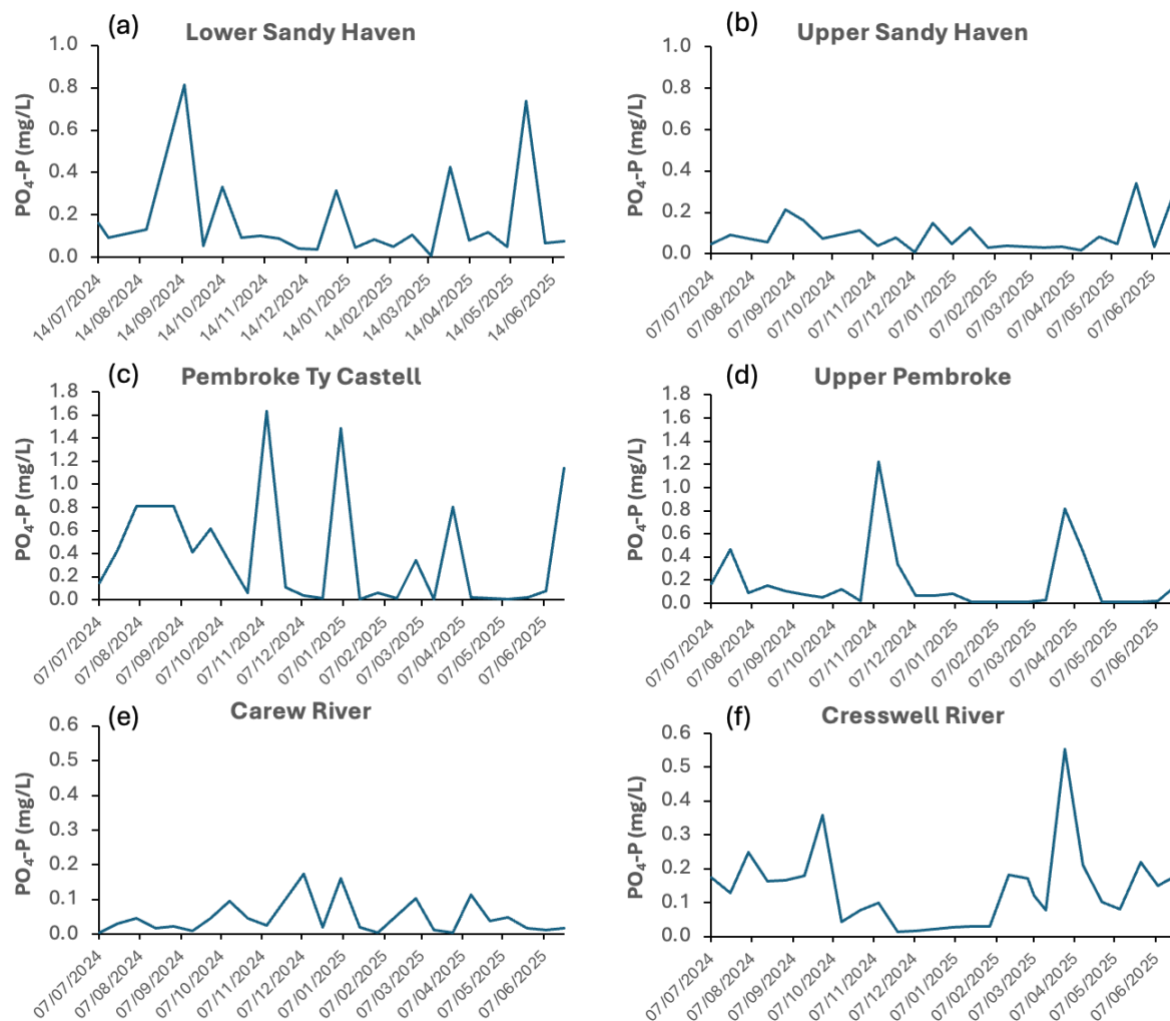 (a) Lower Sandy Haven
PO₄-P (mg/L)
1.0
0.8
0.6
0.4
0.2
0.0
14/07/2024 14/08/2024 14/09/2024 14/10/2024 14/11/2024 14/12/2024 14/01/2025 14/02/2025 14/03/2025 14/04/2025 14/05/2025 14/06/2025
(b) Upper Sandy Haven
PO₄-P (mg/L)
1.0
0.8
0.6
0.4
0.2
0.0
07/07/2024 07/08/2024 07/09/2024 07/10/2024 07/11/2024 07/12/2024 07/01/2025 07/02/2025 07/03/2025 07/04/2025 07/05/2025 07/06/2025
(c) Pembroke Ty Castell
PO₄-P (mg/L)
1.8
1.6
1.4
1.2
1.0
0.8
0.6
0.4
0.2
0.0
07/07/2024 07/08/2024 07/09/2024 07/10/2024 07/11/2024 07/12/2024 07/01/2025 07/02/2025 07/03/2025 07/04/2025 07/05/2025 07/06/2025
(d) Upper Pembroke
PO₄-P (mg/L)
1.8
1.6
1.4
1.2
1.0
0.8
0.6
0.4
0.2
0.0
07/07/2024 07/08/2024 07/09/2024 07/10/2024 07/11/2024 07/12/2024 07/01/2025 07/02/2025 07/03/2025 07/04/2025 07/05/2025 07/06/2025
(e) Carew River
PO₄-P (mg/L)
0.6
0.5
0.4
0.3
0.2
0.1
0.0
07/07/2024 07/08/2024 07/09/2024 07/10/2024 07/11/2024 07/12/2024 07/01/2025 07/02/2025 07/03/2025 07/04/2025 07/05/2025 07/06/2025
(f) Cresswell River
PO₄-P (mg/L)
0.6
0.5
0.4
0.3
0.2
0.1
0.0
07/07/2024 07/08/2024 07/09/2024 07/10/2024 07/11/2024 07/12/2024 07/01/2025 07/02/2025 07/03/2025 07/04/2025 07/05/2025 07/06/2025